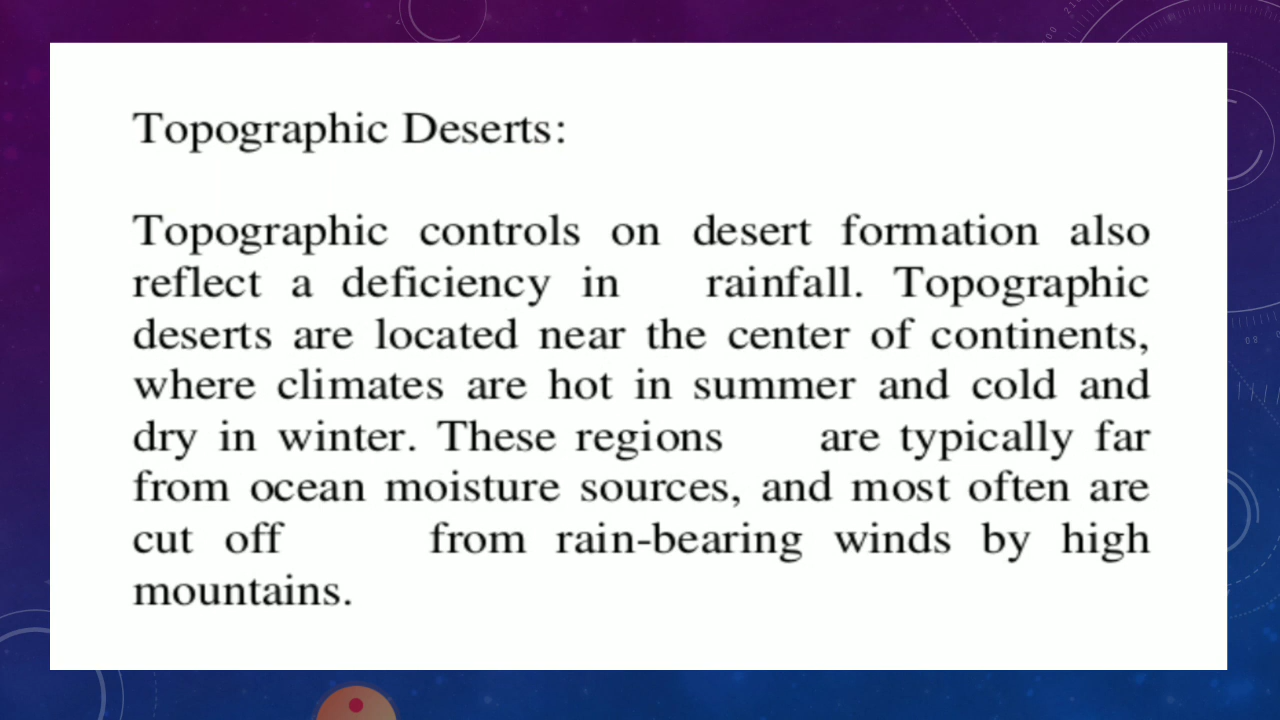 Topographic Deserts:
Topographic controls on desert formation also
reflect a deficiency in rainfall. Topographic
deserts are located near the center of continents,
where climates are hot in summer and cold and
dry in winter. These regions are typically far
from ocean moisture sources, and most often are
cut off from rain-bearing winds by high
mountains.